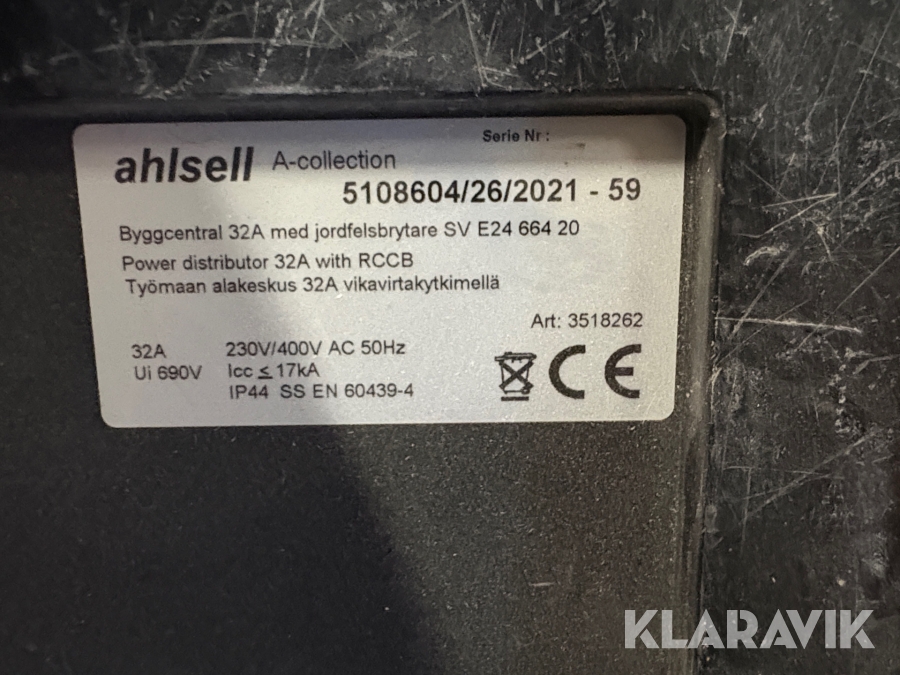 Serie Nr :
ahlsell A-collection
5108604/26/2021 - 59
Byggcentral 32A med jordfelsbrytare SV E24 664 20
Power distributor 32A with RCCB
Työmaan alakeskus 32A vikavirtakytkimellä
Art: 3518262
32A 230V/400V AC 50Hz
Ui 690V Icc ≤ 17kA
IP44 SS EN 60439-4
CE
KLARAVIK